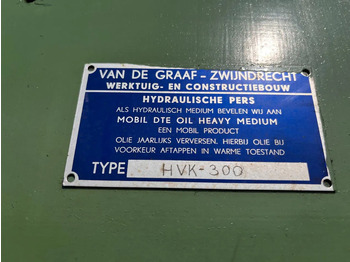 VAN DE GRAAF - ZWIJNDRECHT
WERKTUIG- EN CONSTRUCTIEBOUW
HYDRAULISCHE PERS
ALS HYDRAULISCH MEDIUM BEVELEN WIJ AAN
MOBIL DTE OIL HEAVY MEDIUM
EEN MOBIL PRODUCT
OLIE JAARLIJKS VERVERSEN. HIERBIJ OLIE BIJ
VOORKEUR AFTAPPEN IN WARME TOESTAND
TYPE HVK-300